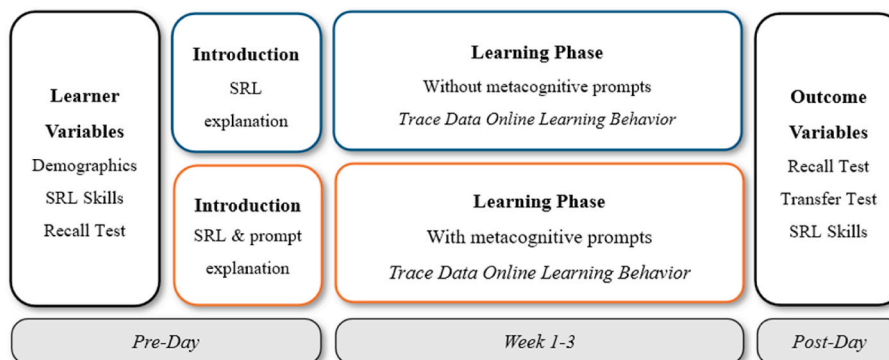 Learner
Variables
Demographics
SRL Skills
Recall Test
Introduction
SRL
explanation
Introduction
SRL & prompt
explanation
Learning Phase
Without metacognitive prompts
Trace Data Online Learning Behavior
Learning Phase
With metacognitive prompts
Trace Data Online Learning Behavior
Outcome
Variables
Recall Test
Transfer Test
SRL Skills
Pre-Day
Week 1-3
Post-Day